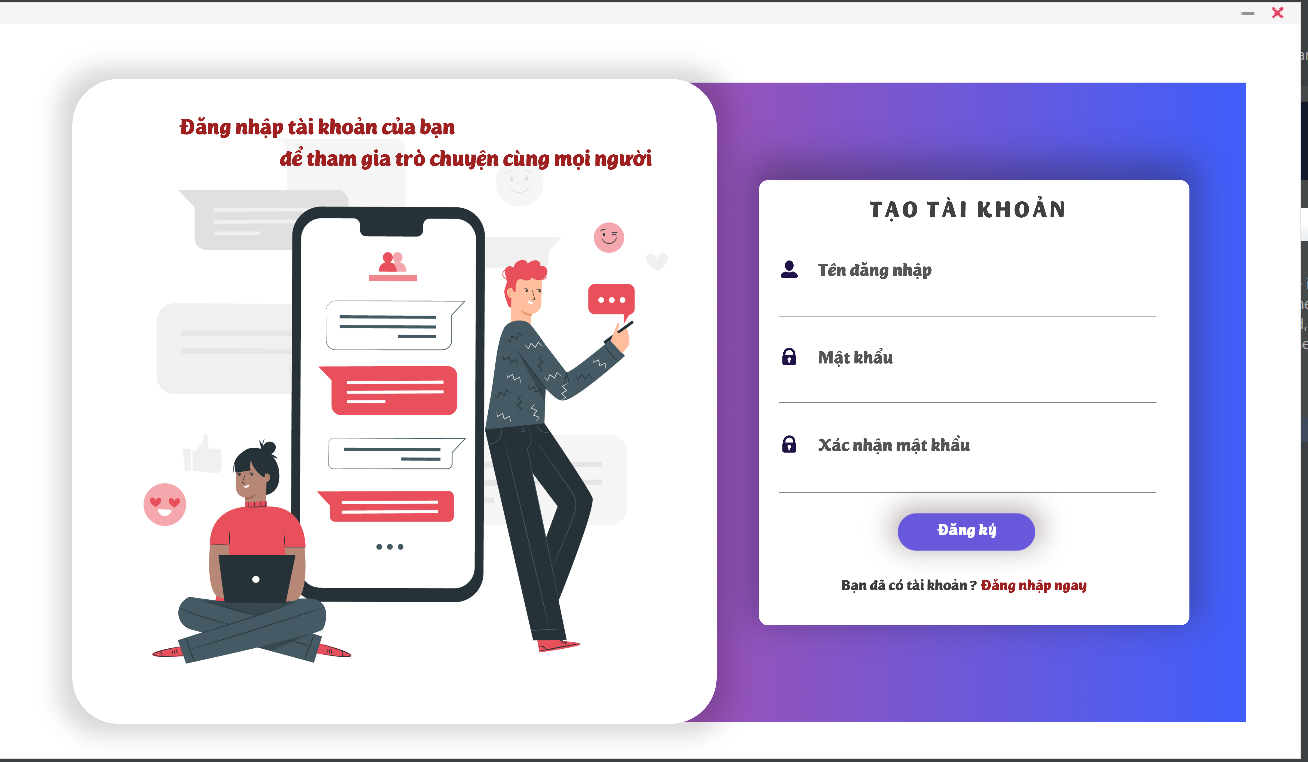 Đăng nhập tài khoản của bạn
để tham gia trò chuyện cùng mọi người
TẠO TÀI KHOẢN
Tên đăng nhập
Mật khẩu
Xác nhận mật khẩu
Đăng ký
Bạn đã có tài khoản ? Đăng nhập ngay